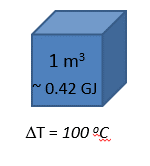 1 m³
~ 0.42 GJ
ΔT = 100 ºC